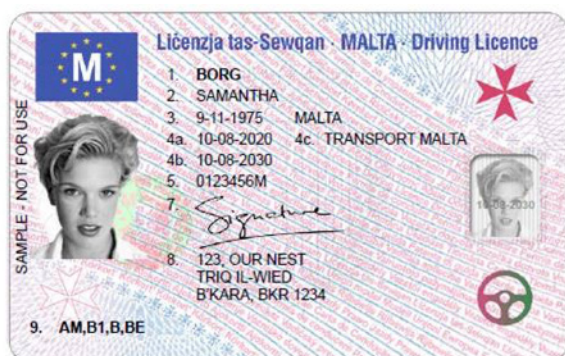 Liċenzja tas-Sewqan · MALTA · Driving Licence
M
1 BORG
2. SAMANTHA
3. 9-11-1975 MALTA
4a. 10-08-2020 4c. TRANSPORT MALTA
4b. 10-08-2030
5. 0123456M
7. Signature
8. 123, OUR NEST
TRIQ IL-WIED
B'KARA, BKR 1234
9. AM,B1,B,BE
SAMPLE - NOT FOR USE
10-08-2030